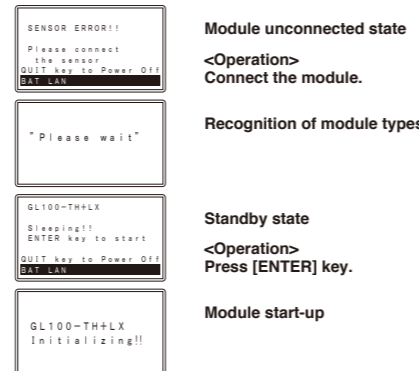 SENSOR ERROR!!
Please connect
the sensor
QUIT key to Power Off
BAT LAN
Module unconnected state
<Operation>
Connect the module.
"Please wait"
Recognition of module types
GL100-TH+LX
Sleeping!!
ENTER key to start
QUIT key to Power Off
BAT LAN
Standby state
<Operation>
Press [ENTER] key.
GL100-TH+LX
Initializing!!
Module start-up